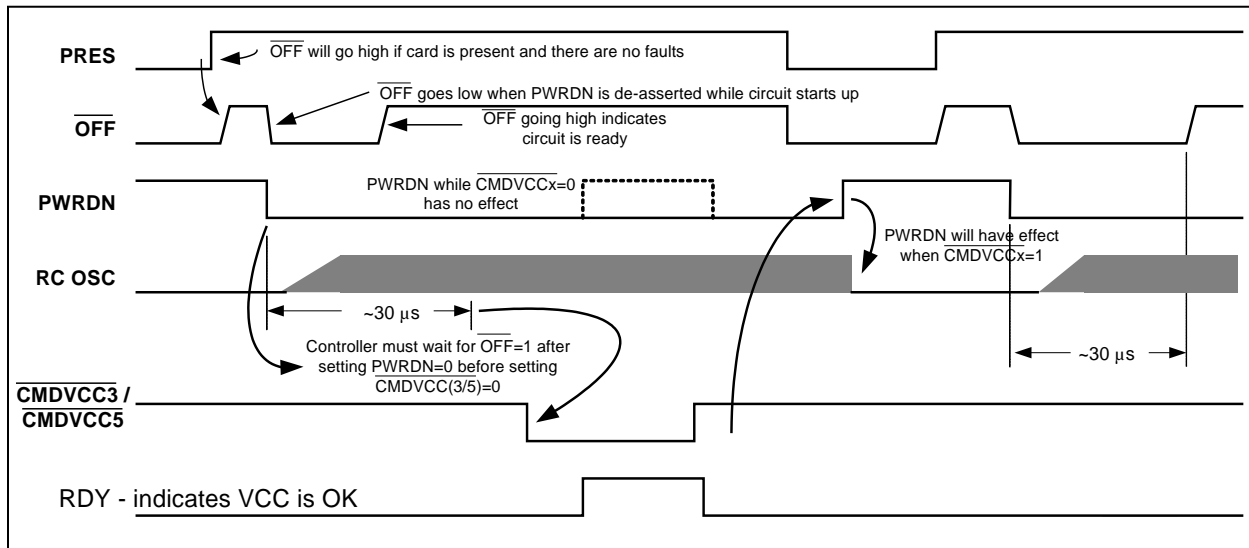 PRES
OFF will go high if card is present and there are no faults
OFF goes low when PWRDN is de-asserted while circuit starts up
OFF
OFF going high indicates
circuit is ready
PWRDN
PWRDN while CMDVCCx=0
has no effect
PWRDN will have effect
when CMDVCCx=1
RC OSC
~30 μs
~30 μs
Controller must wait for OFF=1 after
setting PWRDN=0 before setting
CMDVCC(3/5)=0
CMDVCC3 /
CMDVCC5
RDY - indicates VCC is OK